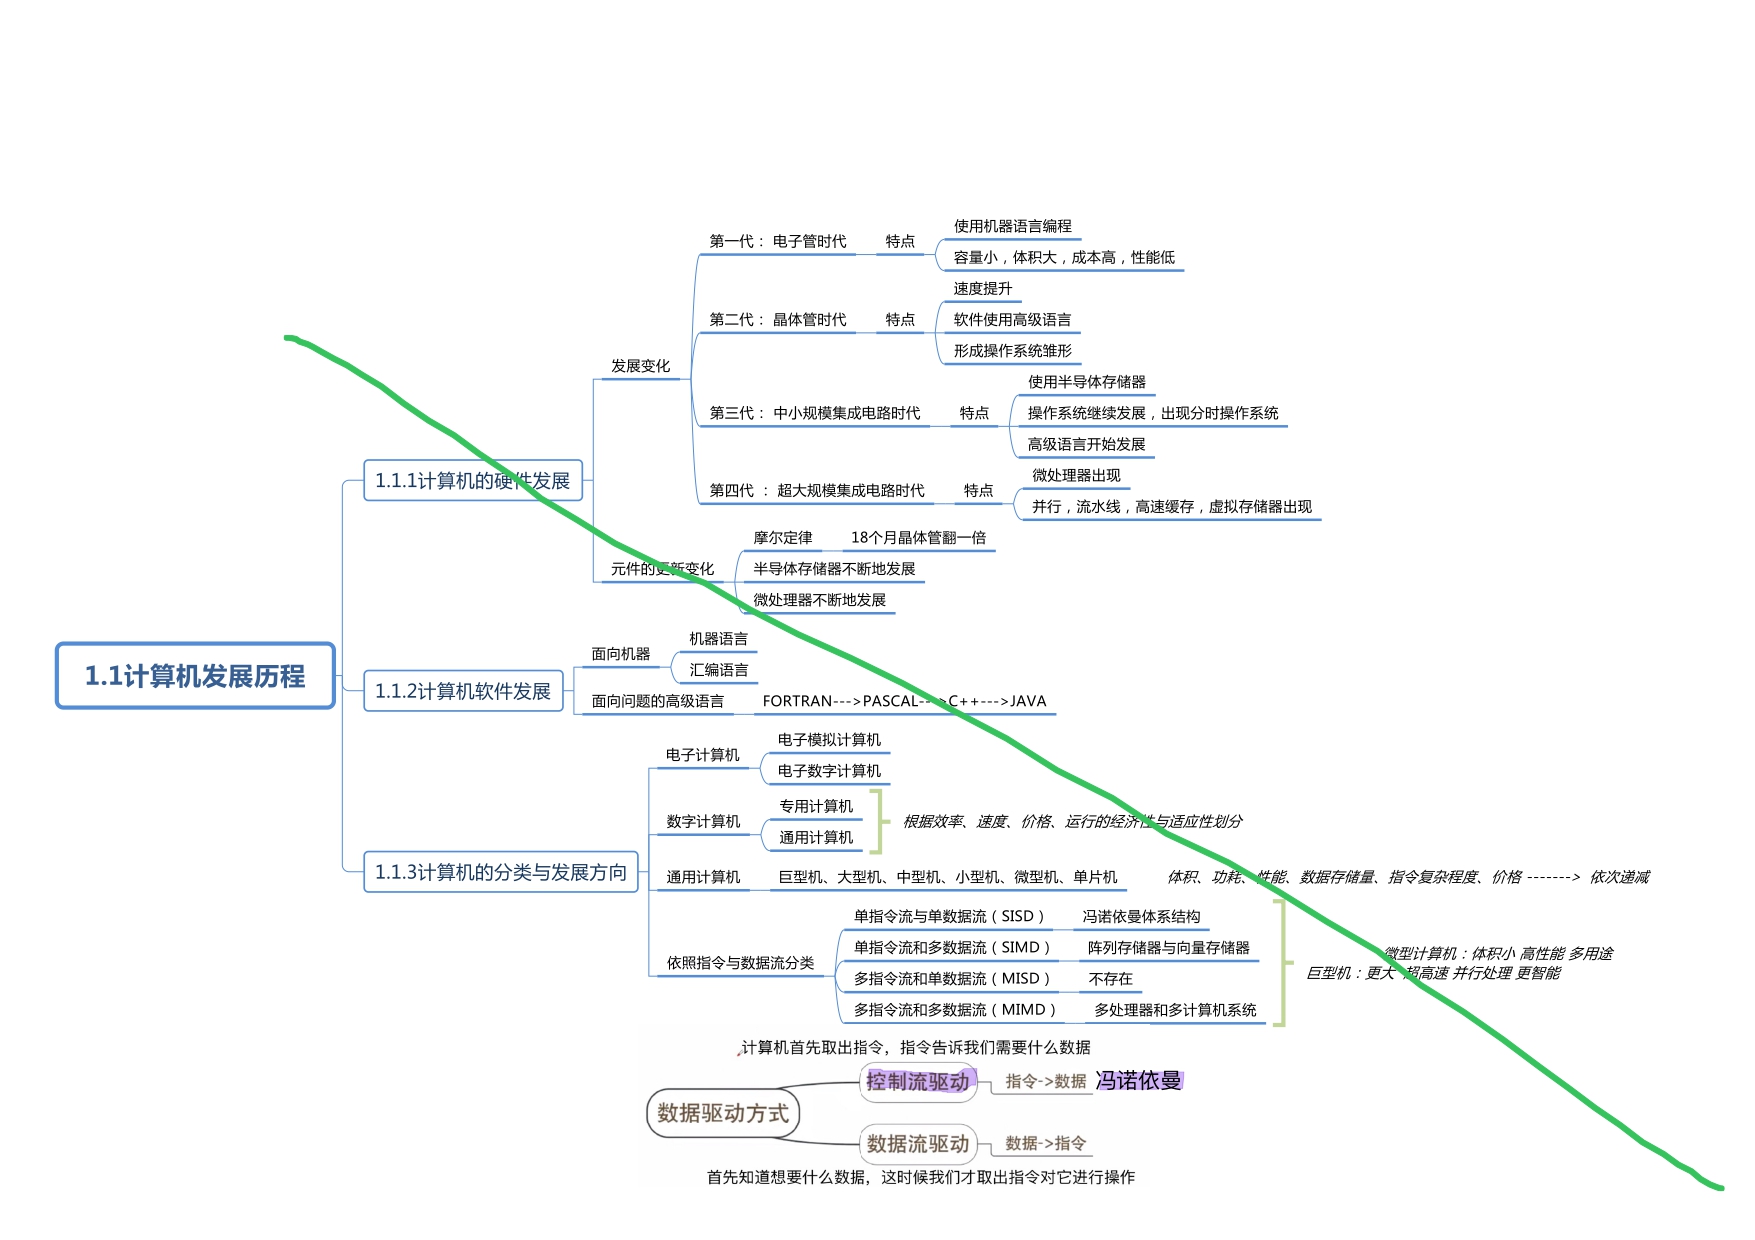 使用机器语言编程
第一代： 电子管时代 特点
容量小，体积大，成本高，性能低
速度提升
第二代： 晶体管时代 特点 软件使用高级语言
形成操作系统雏形
发展变化
使用半导体存储器
第三代： 中小规模集成电路时代 特点 操作系统继续发展，出现分时操作系统
高级语言开始发展
1.1.1计算机的硬件发展
微处理器出现
第四代 ： 超大规模集成电路时代 特点
并行，流水线，高速缓存，虚拟存储器出现
摩尔定律 18个月晶体管翻一倍
元件的更新变化 半导体存储器不断地发展
微处理器不断地发展
1.1计算机发展历程
机器语言
面向机器
汇编语言
1.1.2计算机软件发展
面向问题的高级语言 FORTRAN--->PASCAL--->C++--->JAVA
电子模拟计算机
电子计算机
电子数字计算机
专用计算机
数字计算机 根据效率、速度、价格、运行的经济性与适应性划分
通用计算机
1.1.3计算机的分类与发展方向
通用计算机 巨型机、大型机、中型机、小型机、微型机、单片机 体积、功耗、性能、数据存储量、指令复杂程度、价格 -------> 依次递减
单指令流与单数据流（SISD） 冯诺依曼体系结构
单指令流和多数据流（SIMD） 阵列存储器与向量存储器
依照指令与数据流分类
多指令流和单数据流（MISD） 不存在
多指令流和多数据流（MIMD） 多处理器和多计算机系统
微型计算机：体积小 高性能 多用途
巨型机：更大 超高速 并行处理 更智能
计算机首先取出指令，指令告诉我们需要什么数据
控制流驱动 指令->数据 冯诺依曼
数据驱动方式
数据流驱动 数据->指令
首先知道想要什么数据，这时候我们才取出指令对它进行操作